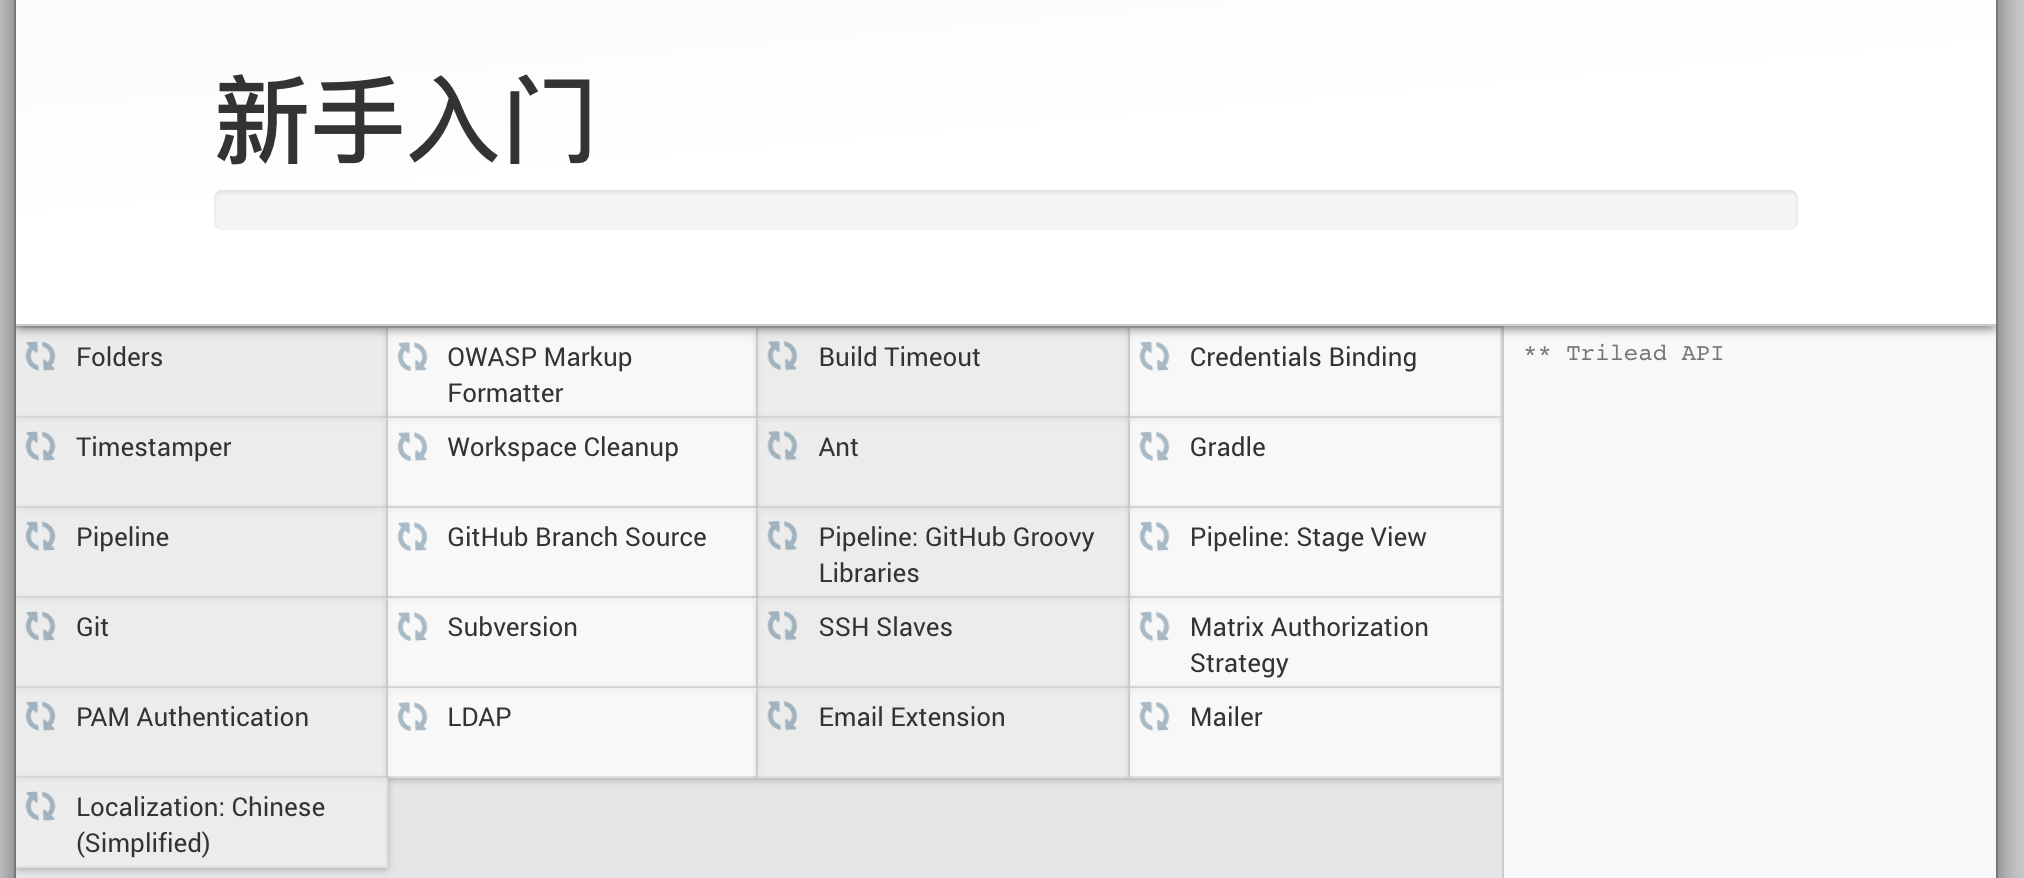 新手入门
Folders
OWASP Markup
Formatter
Build Timeout
Credentials Binding
** Trilead API
Timestamper
Workspace Cleanup
Ant
Gradle
Pipeline
GitHub Branch Source
Pipeline: GitHub Groovy
Libraries
Pipeline: Stage View
Git
Subversion
SSH Slaves
Matrix Authorization
Strategy
PAM Authentication
LDAP
Email Extension
Mailer
Localization: Chinese
(Simplified)